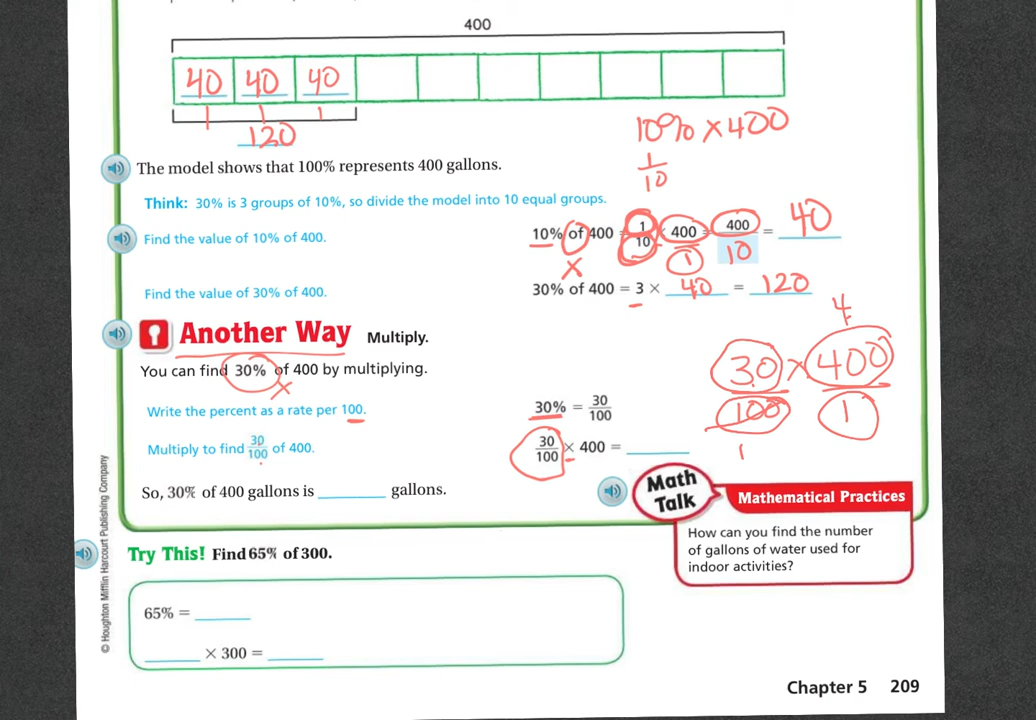 400
40 40 40
120
10% × 400
1
10
The model shows that 100% represents 400 gallons.
Think: 30% is 3 groups of 10%, so divide the model into 10 equal groups.
Find the value of 10% of 400.
10% of 400 = 1/10 × 400/1 = 400/10 = 40
×
Find the value of 30% of 400.
30% of 400 = 3 × 40 = 120
Another Way Multiply.
You can find 30% of 400 by multiplying.
×
4
30 × 400
100 1
1
Write the percent as a rate per 100.
30% = 30/100
Multiply to find 30/100 of 400.
30/100 × 400 = ______
So, 30% of 400 gallons is ______ gallons.
Math Talk
Mathematical Practices
How can you find the number
of gallons of water used for
indoor activities?
© Houghton Mifflin Harcourt Publishing Company
Try This! Find 65% of 300.
65% = ______
______ × 300 = ______
Chapter 5 209